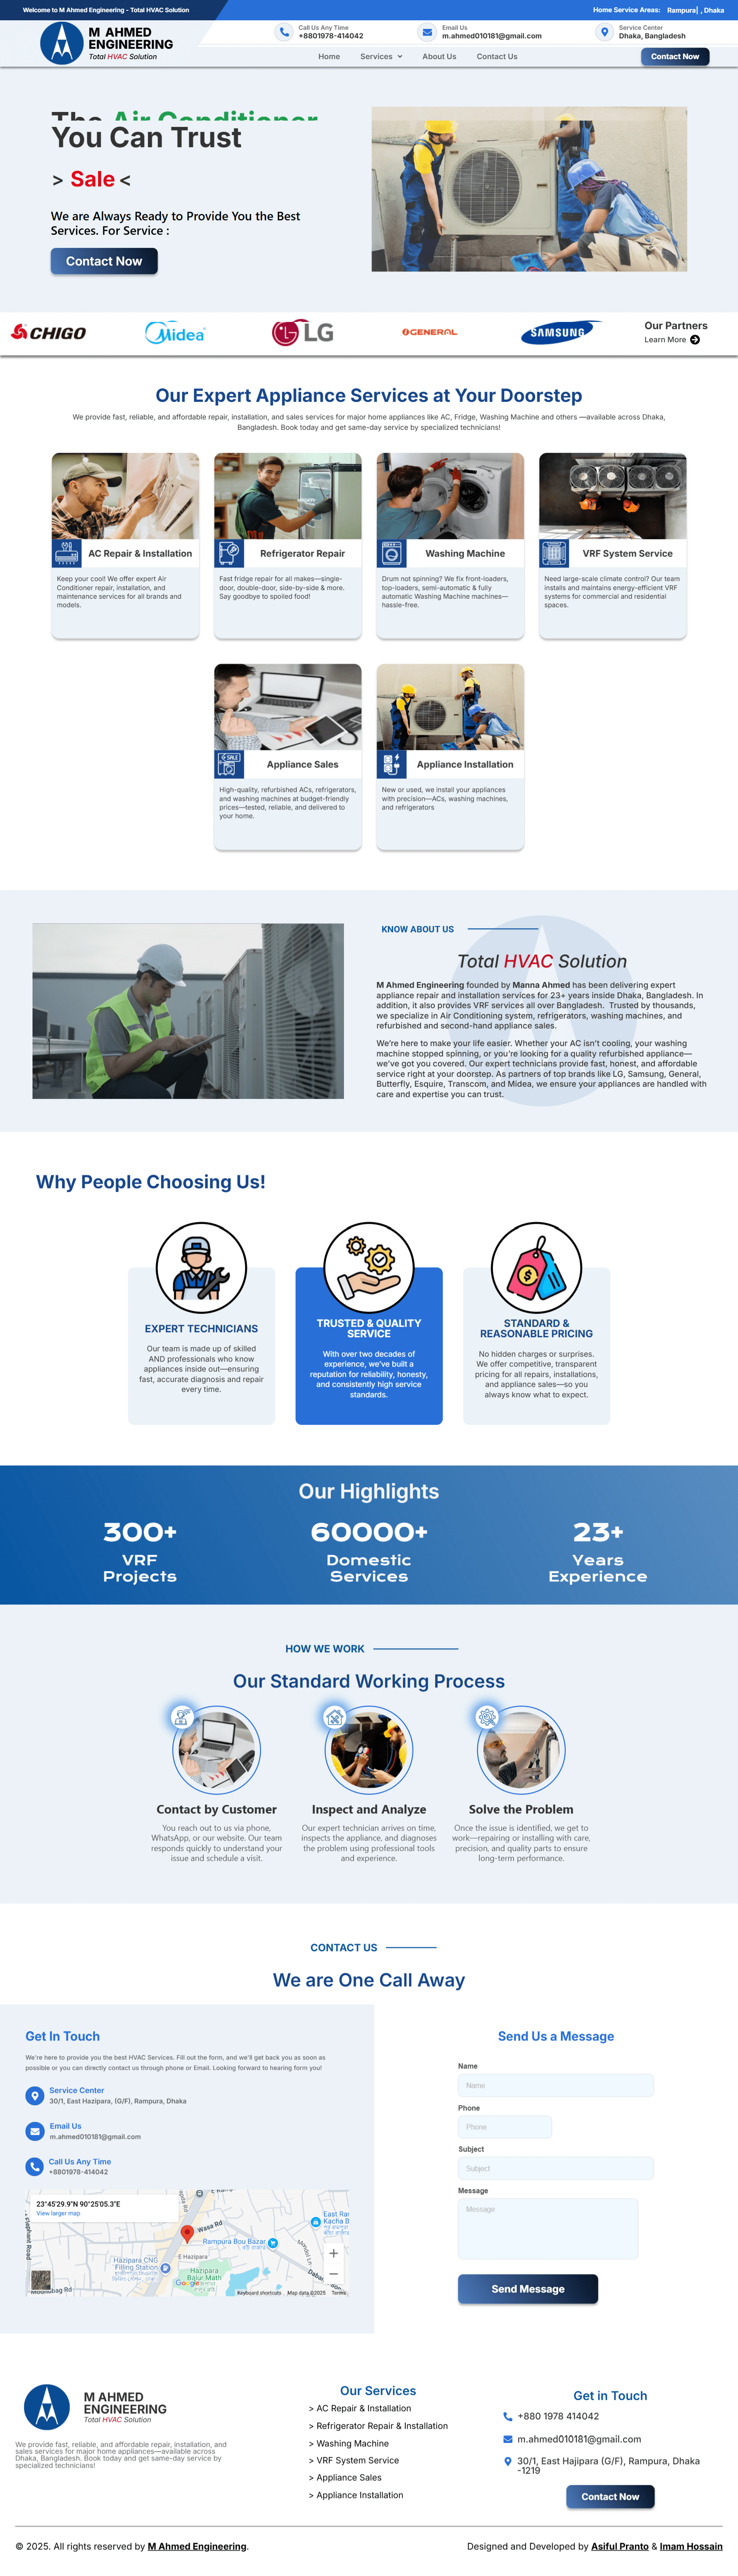 Welcome to M Ahmed Engineering - Total HVAC Solution
Home Service Areas: Rampura| , Dhaka
M AHMED
ENGINEERING
Total HVAC Solution
Call Us Any Time
+8801978-414042
Email Us
m.ahmed010181@gmail.com
Service Center
Dhaka, Bangladesh
Home
Services
About Us
Contact Us
Contact Now
The Air Conditioner
You Can Trust
> Sale <
We are Always Ready to Provide You the Best
Services. For Service :
Contact Now
CHIGO
Midea
LG
GENERAL
SAMSUNG
Our Partners
Learn More
Our Expert Appliance Services at Your Doorstep
We provide fast, reliable, and affordable repair, installation, and sales services for major home appliances like AC, Fridge, Washing Machine and others —available across Dhaka,
Bangladesh. Book today and get same-day service by specialized technicians!
AC Repair & Installation
Keep your cool! We offer expert Air
Conditioner repair, installation, and
maintenance services for all brands and
models.
Refrigerator Repair
Fast fridge repair for all makes—single-
door, double-door, side-by-side & more.
Say goodbye to spoiled food!
Washing Machine
Drum not spinning? We fix front-loaders,
top-loaders, semi-automatic & fully
automatic Washing Machine machines—
hassle-free.
VRF System Service
Need large-scale climate control? Our team
installs and maintains energy-efficient VRF
systems for commercial and residential
spaces.
SALE
Appliance Sales
High-quality, refurbished ACs, refrigerators,
and washing machines at budget-friendly
prices—tested, reliable, and delivered to
your home.
Appliance Installation
New or used, we install your appliances
with precision—ACs, washing machines,
and refrigerators
KNOW ABOUT US
Total HVAC Solution
M Ahmed Engineering founded by Manna Ahmed has been delivering expert
appliance repair and installation services for 23+ years inside Dhaka, Bangladesh. In
addition, it also provides VRF services all over Bangladesh. Trusted by thousands,
we specialize in Air Conditioning system, refrigerators, washing machines, and
refurbished and second-hand appliance sales.
We're here to make your life easier. Whether your AC isn't cooling, your washing
machine stopped spinning, or you're looking for a quality refurbished appliance—
we've got you covered. Our expert technicians provide fast, honest, and affordable
service right at your doorstep. As partners of top brands like LG, Samsung, General,
Butterfly, Esquire, Transcom, and Midea, we ensure your appliances are handled with
care and expertise you can trust.
Why People Choosing Us!
EXPERT TECHNICIANS
Our team is made up of skilled
AND professionals who know
appliances inside out—ensuring
fast, accurate diagnosis and repair
every time.
TRUSTED & QUALITY
SERVICE
With over two decades of
experience, we've built a
reputation for reliability, honesty,
and consistently high service
standards.
STANDARD &
REASONABLE PRICING
No hidden charges or surprises.
We offer competitive, transparent
pricing for all repairs, installations,
and appliance sales—so you
always know what to expect.
Our Highlights
300+
VRF
Projects
60000+
Domestic
Services
23+
Years
Experience
HOW WE WORK
Our Standard Working Process
Contact by Customer
You reach out to us via phone,
WhatsApp, or our website. Our team
responds quickly to understand your
issue and schedule a visit.
Inspect and Analyze
Our expert technician arrives on time,
inspects the appliance, and diagnoses
the problem using professional tools
and experience.
Solve the Problem
Once the issue is identified, we get to
work—repairing or installing with care,
precision, and quality parts to ensure
long-term performance.
CONTACT US
We are One Call Away
Get In Touch
We're here to provide you the best HVAC Services. Fill out the form, and we'll get back you as soon as
possible or you can directly contact us through phone or Email. Looking forward to hearing form you!
Service Center
30/1, East Hazipara, (G/F), Rampura, Dhaka
Email Us
m.ahmed010181@gmail.com
Call Us Any Time
+8801978-414042
23°45'29.9"N 90°25'05.3"E
View larger map
Wasa Rd
Rampura Bou Bazar
E Hazipara
Hazipara CNG
Filling Station
Hazipara
Balur Math
Google
Keyboard shortcuts
Map data ©2025
Terms
Send Us a Message
Name
Name
Phone
Phone
Subject
Subject
Message
Message
Send Message
M AHMED
ENGINEERING
Total HVAC Solution
We provide fast, reliable, and affordable repair, installation, and
sales services for major home appliances—available across
Dhaka, Bangladesh. Book today and get same-day service by
specialized technicians!
Our Services
> AC Repair & Installation
> Refrigerator Repair & Installation
> Washing Machine
> VRF System Service
> Appliance Sales
> Appliance Installation
Get in Touch
+880 1978 414042
m.ahmed010181@gmail.com
30/1, East Hajipara (G/F), Rampura, Dhaka
-1219
Contact Now
© 2025. All rights reserved by M Ahmed Engineering.
Designed and Developed by Asiful Pranto & Imam Hossain